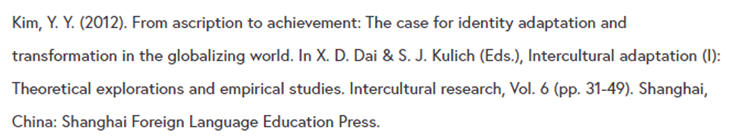 Kim, Y. Y. (2012). From ascription to achievement: The case for identity adaptation and
transformation in the globalizing world. In X. D. Dai & S. J. Kulich (Eds.), Intercultural adaptation (I):
Theoretical explorations and empirical studies. Intercultural research, Vol. 6 (pp. 31-49). Shanghai,
China: Shanghai Foreign Language Education Press.